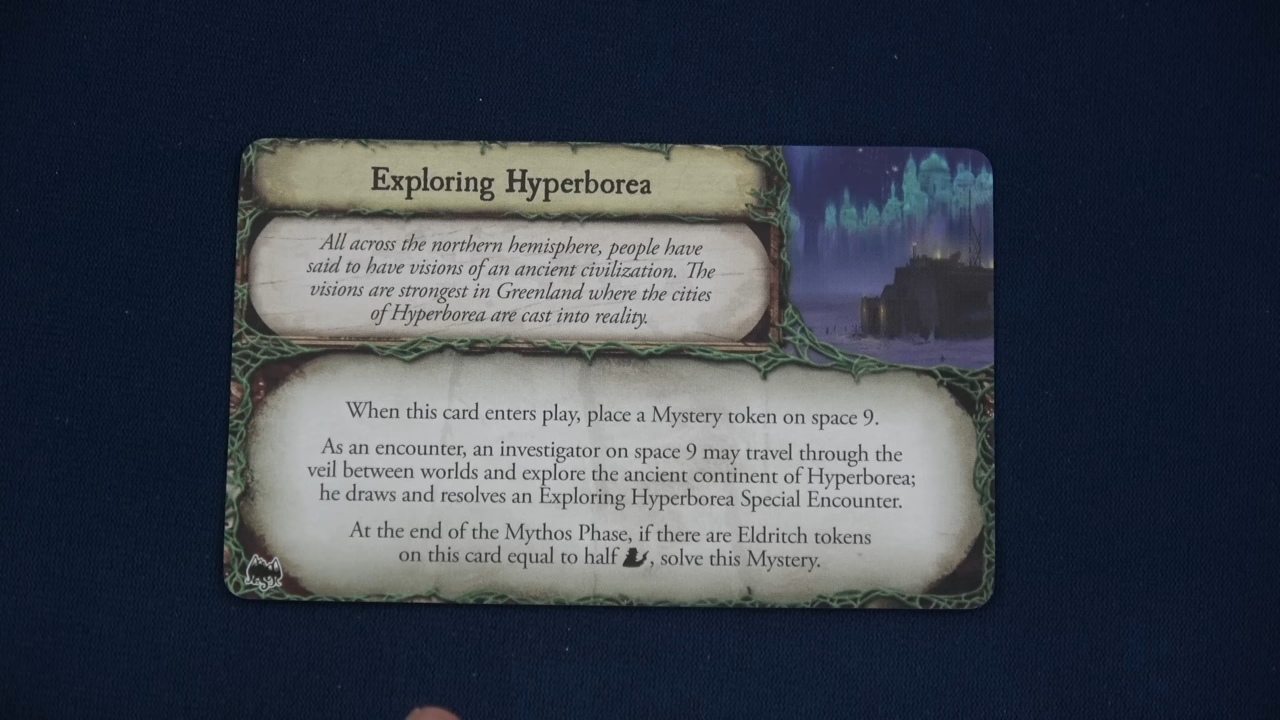 Exploring Hyperborea
All across the northern hemisphere, people have
said to have visions of an ancient civilization. The
visions are strongest in Greenland where the cities
of Hyperborea are cast into reality.
When this card enters play, place a Mystery token on space 9.
As an encounter, an investigator on space 9 may travel through the
veil between worlds and explore the ancient continent of Hyperborea;
he draws and resolves an Exploring Hyperborea Special Encounter.
At the end of the Mythos Phase, if there are Eldritch tokens
on this card equal to half , solve this Mystery.